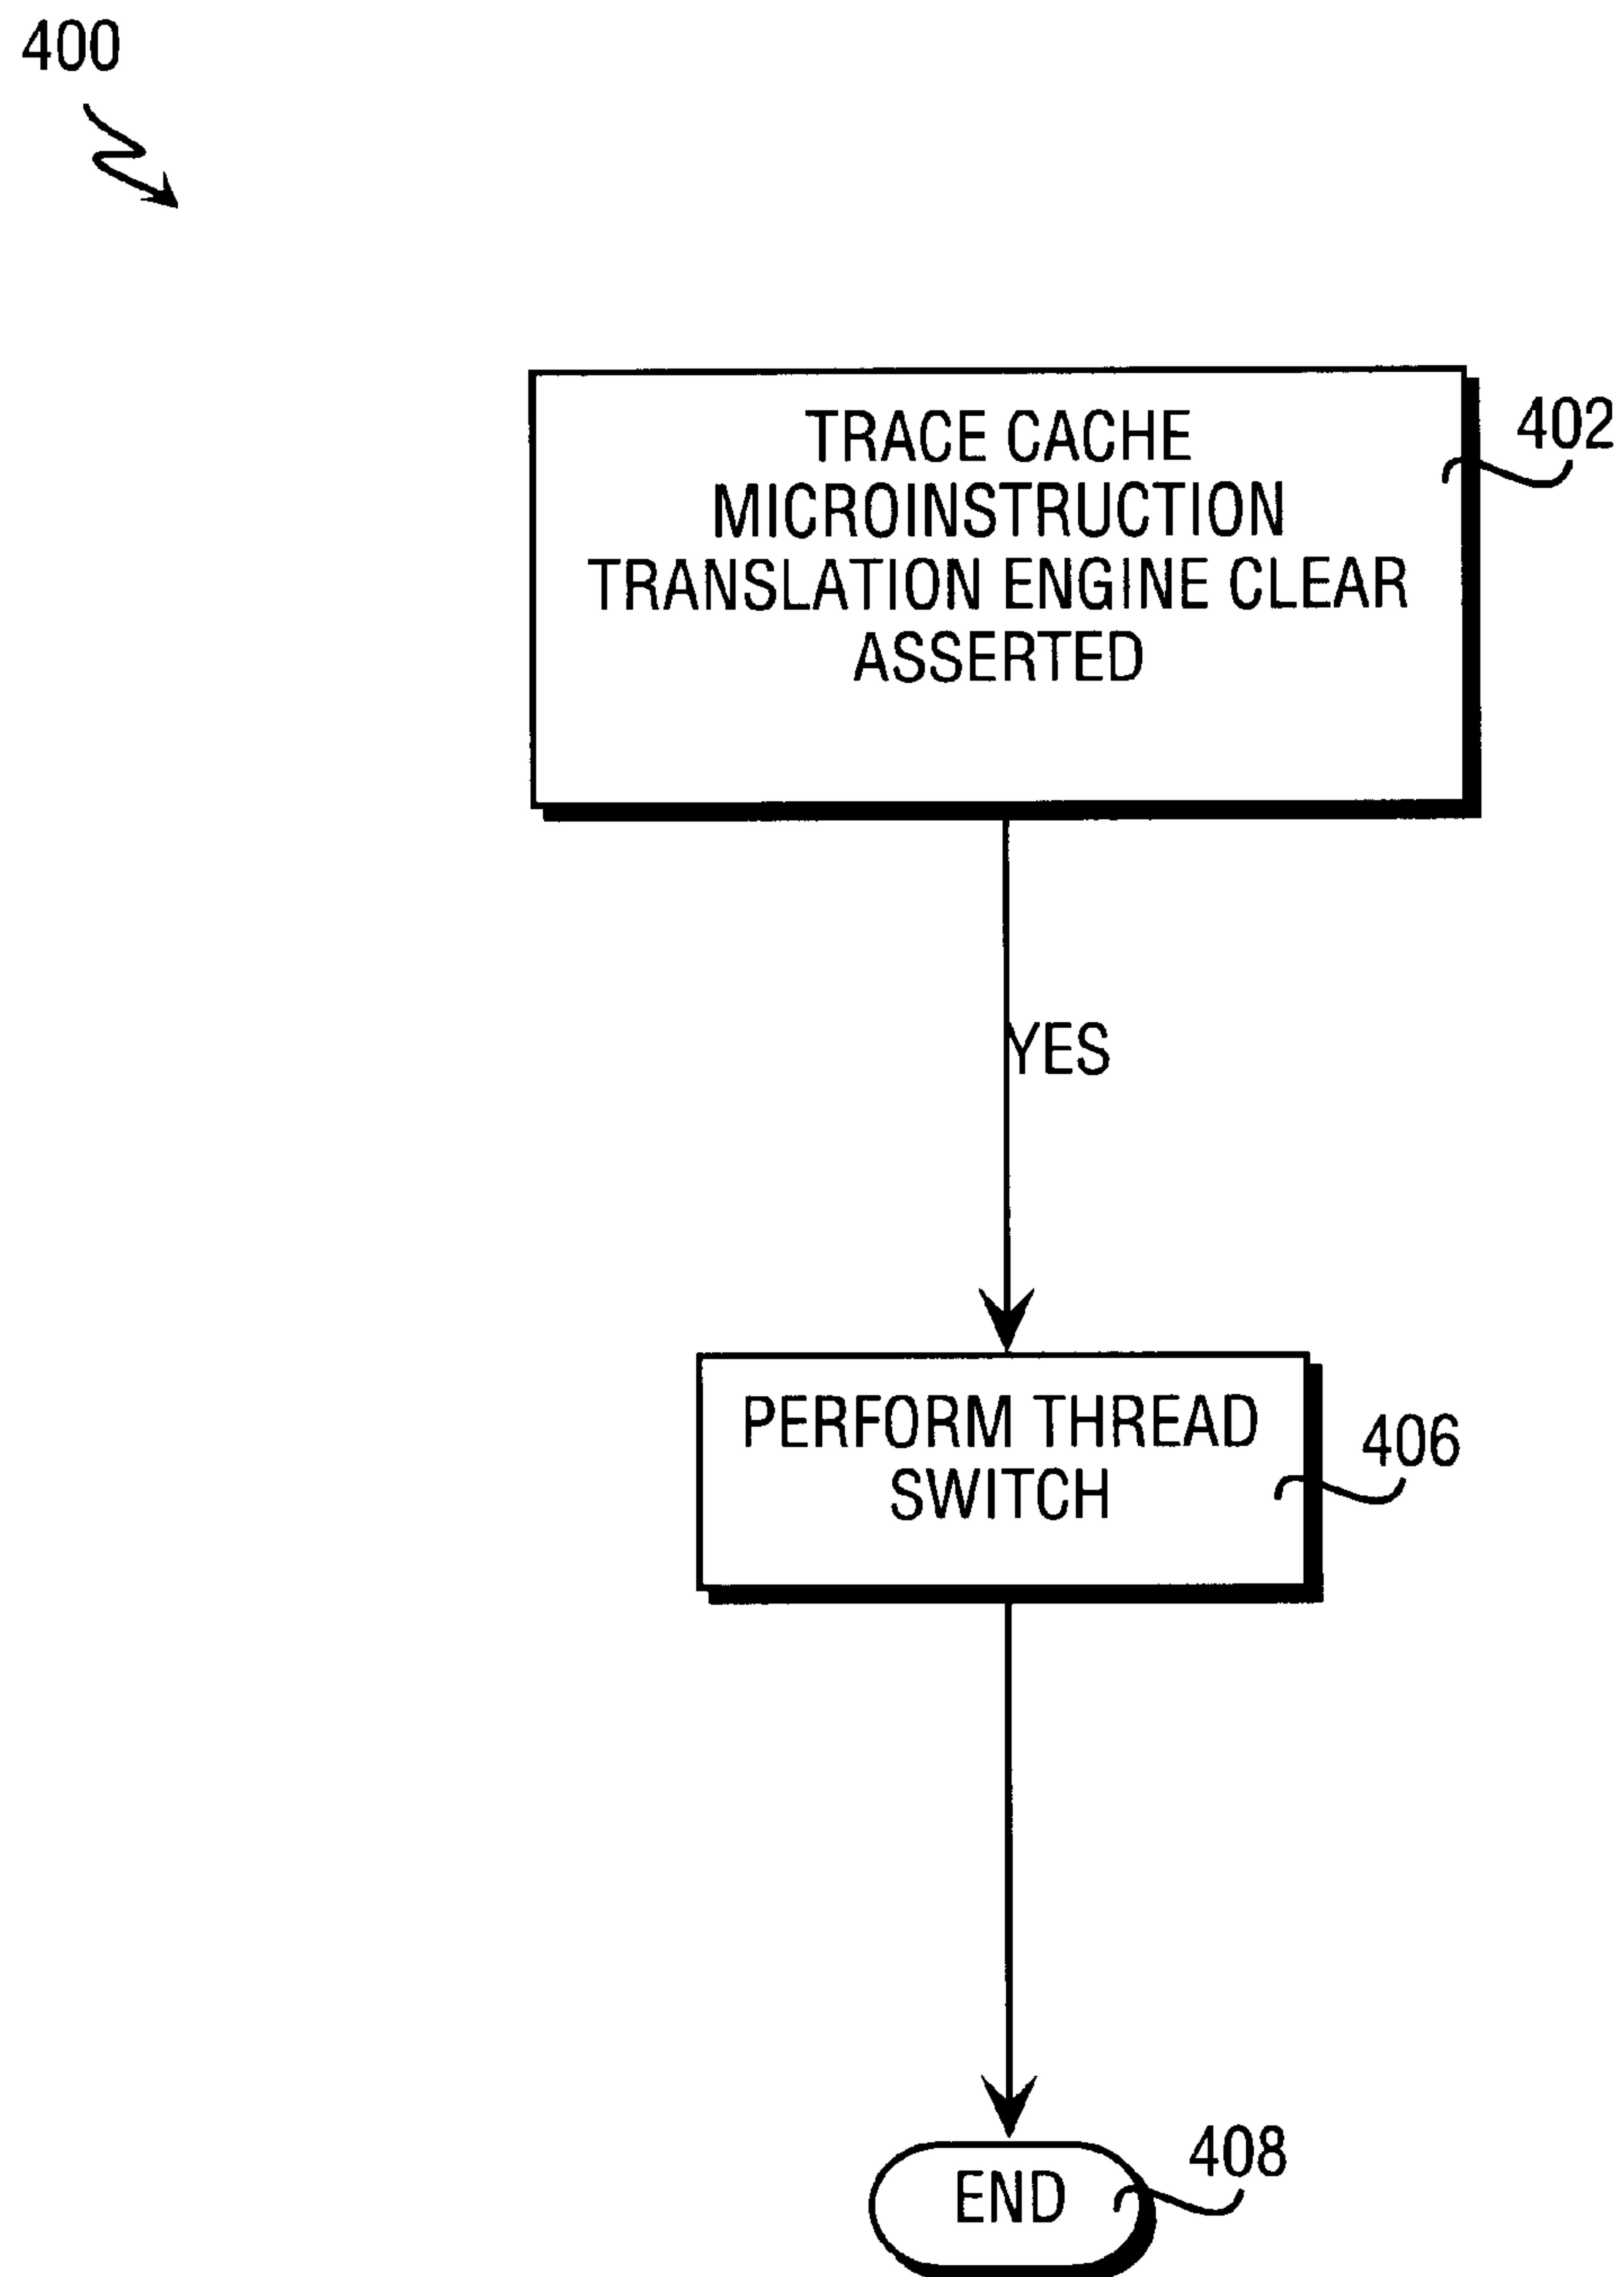 400
TRACE CACHE
402
MICROINSTRUCTION
TRANSLATION ENGINE CLEAR
ASSERTED
YES
PERFORM THREAD
406
SWITCH
408
END